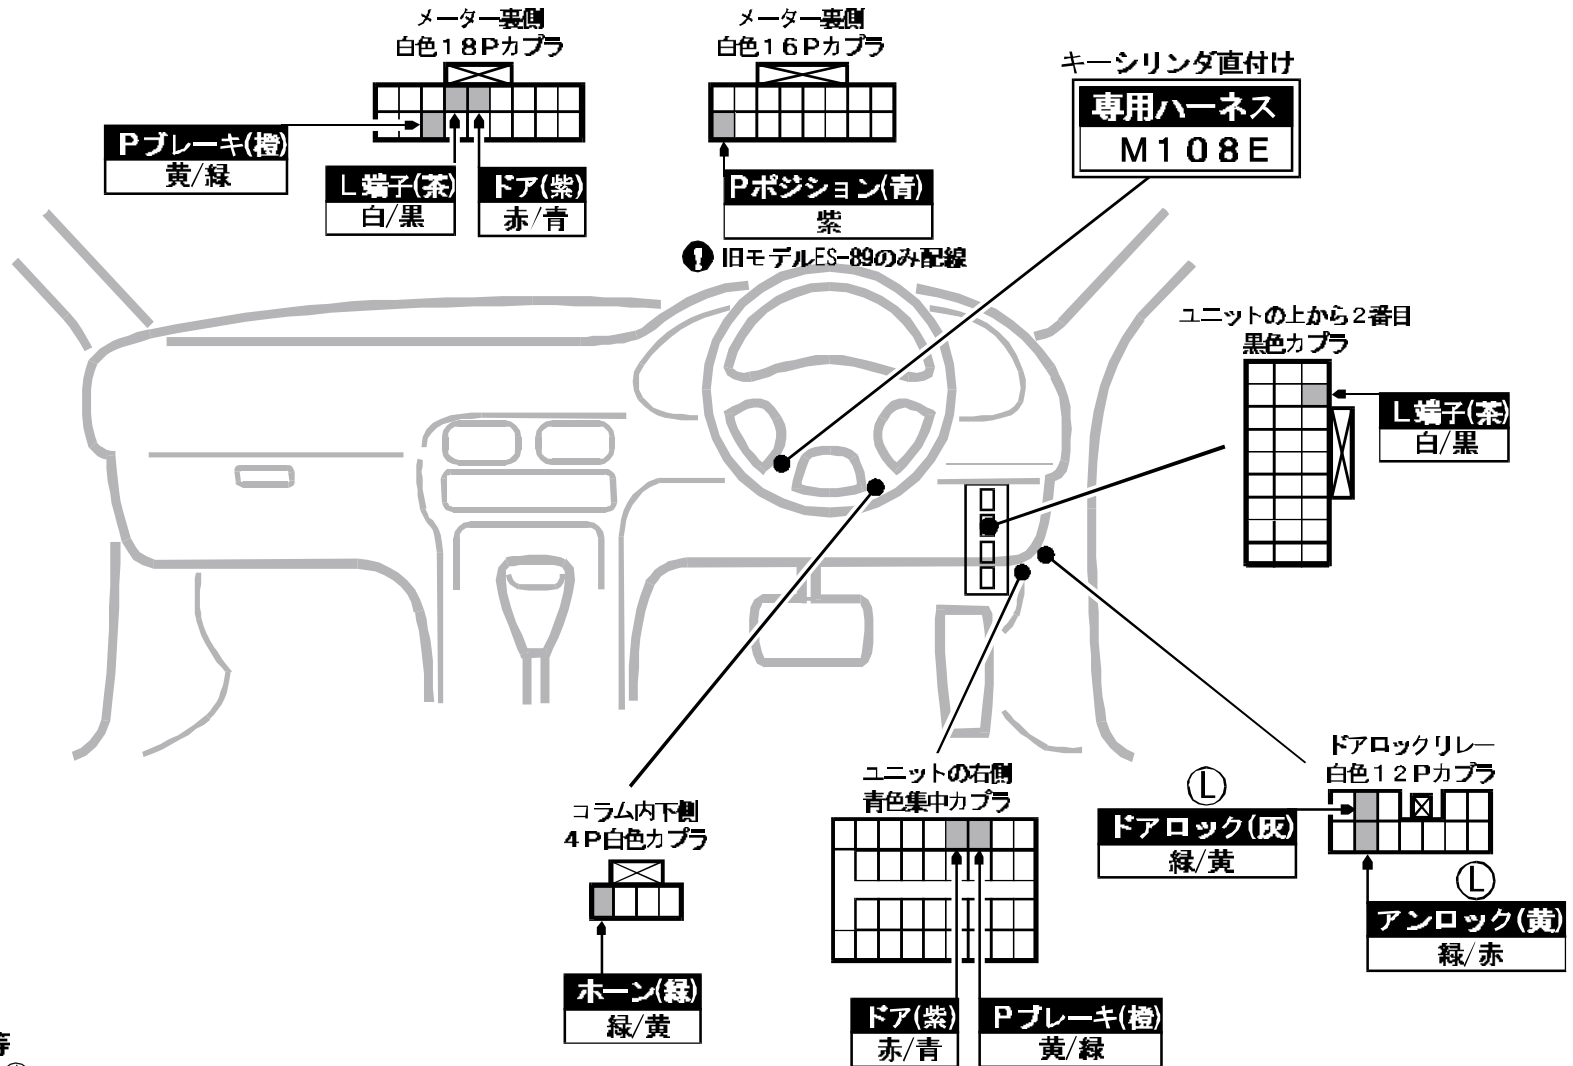 メーター裏側
白色18Pカプラ
Pブレーキ(橙)
黄/緑
L端子(茶)
白/黒
ドア(紫)
赤/青
メーター裏側
白色16Pカプラ
Pポジション(青)
紫
! 旧モデルES-89のみ配線
キーシリンダ直付け
専用ハーネス
M108E
ユニットの上から2番目
黒色カプラ
L端子(茶)
白/黒
ドアロックリレー
白色12Pカプラ
L
ドアロック(灰)
緑/黄
L
アンロック(黄)
緑/赤
ユニットの右側
青色集中カプラ
ドア(紫)
赤/青
Pブレーキ(橙)
黄/緑
コラム内下側
4P白色カプラ
ホーン(緑)
緑/黄
等